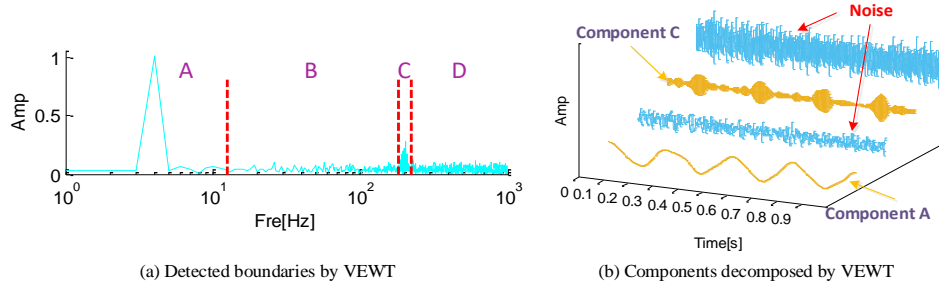 (a) Detected boundaries by VEWT
Amp
1
0.5
0
A
B
C
D
10^0
10^1
10^2
10^3
Fre[Hz]
(b) Components decomposed by VEWT
Noise
Component C
Amp
Component A
0 0.1 0.2 0.3 0.4 0.5 0.6 0.7 0.8 0.9
Time[s]